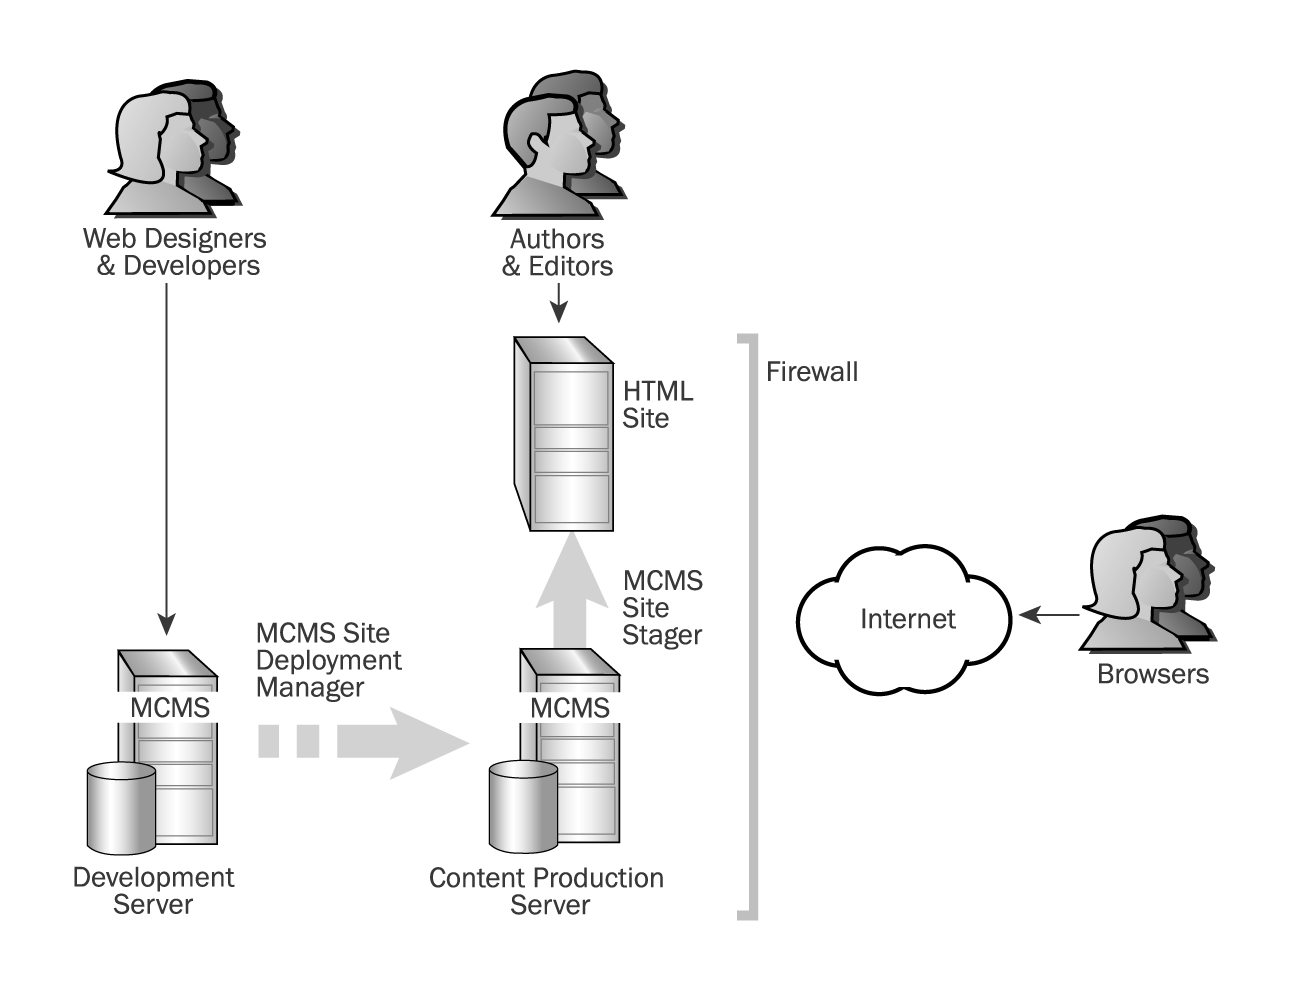 Web Designers
& Developers
Authors
& Editors
Firewall
HTML
Site
MCMS
Site
Stager
Internet
Browsers
MCMS Site
Deployment
Manager
MCMS
MCMS
Development
Server
Content Production
Server